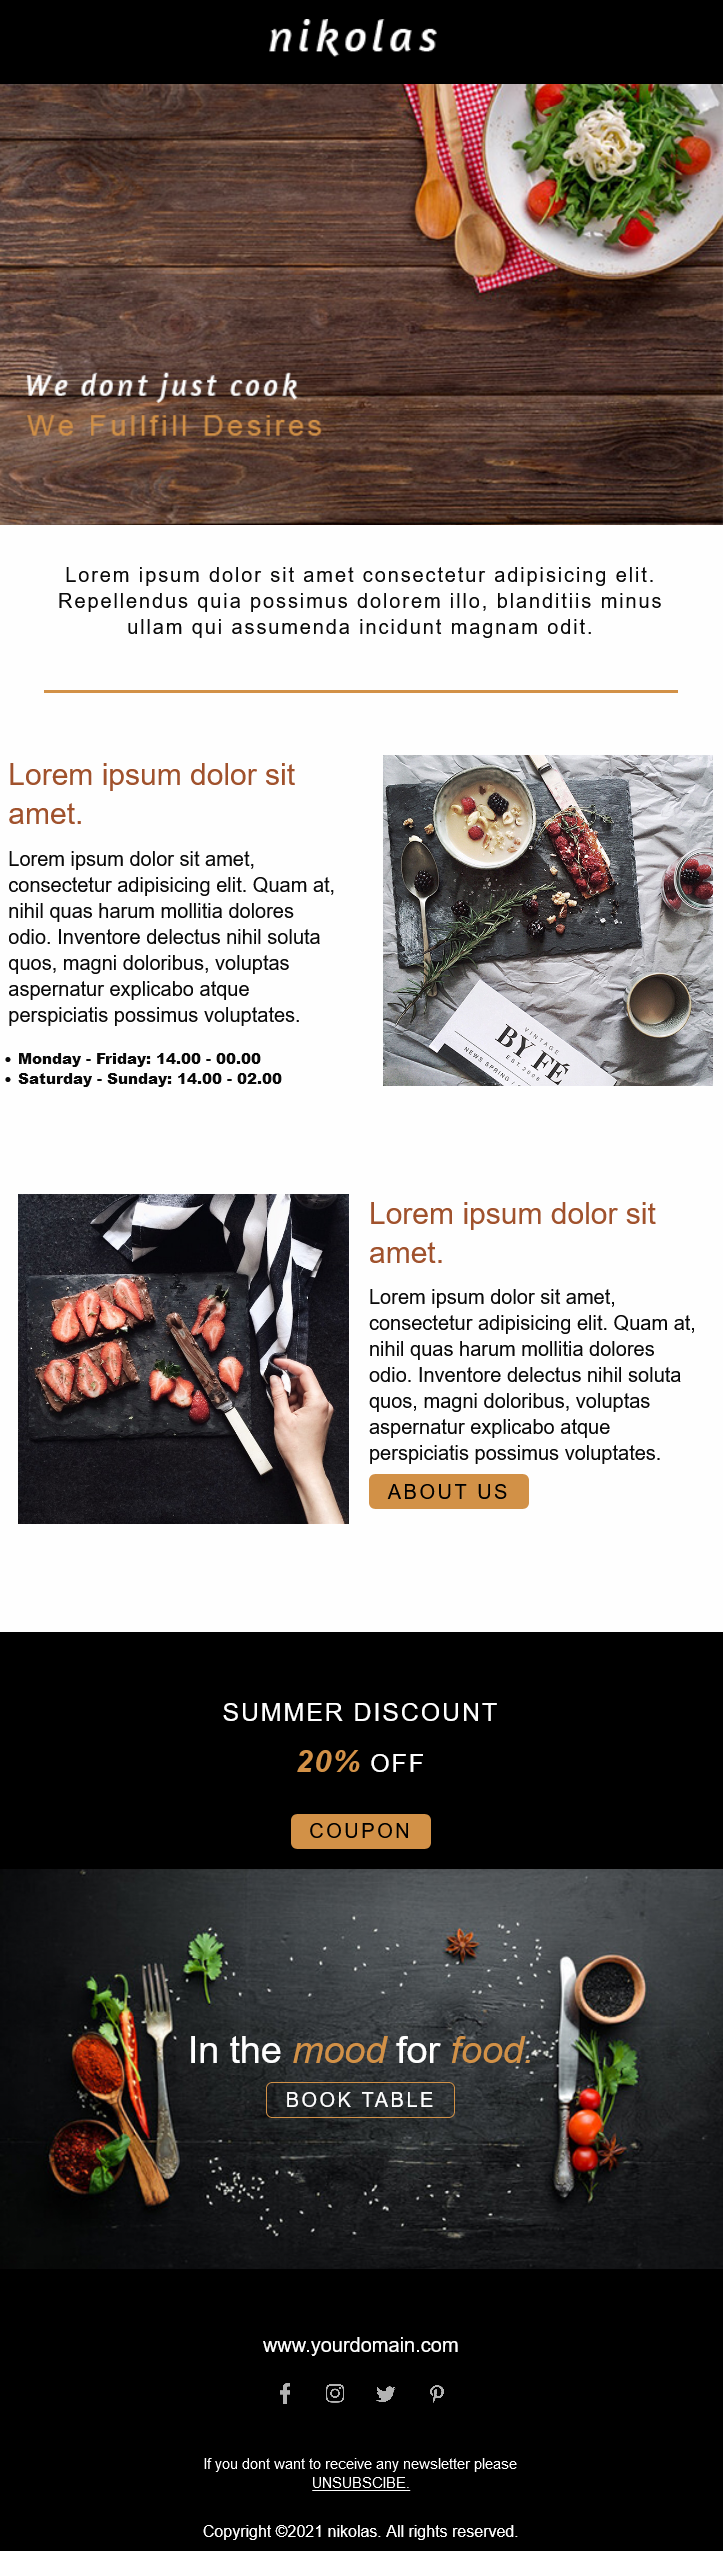 nikolas
We dont just cook
We Fullfill Desires
Lorem ipsum dolor sit amet consectetur adipisicing elit.
Repellendus quia possimus dolorem illo, blanditiis minus
ullam qui assumenda incidunt magnam odit.
Lorem ipsum dolor sit
amet.
Lorem ipsum dolor sit amet,
consectetur adipisicing elit. Quam at,
nihil quas harum mollitia dolores
odio. Inventore delectus nihil soluta
quos, magni doloribus, voluptas
aspernatur explicabo atque
perspiciatis possimus voluptates.
• Monday - Friday: 14.00 - 00.00
• Saturday - Sunday: 14.00 - 02.00
VINTAGE
BY FÉ
EST.2008
NEWS SPRING /
Lorem ipsum dolor sit
amet.
Lorem ipsum dolor sit amet,
consectetur adipisicing elit. Quam at,
nihil quas harum mollitia dolores
odio. Inventore delectus nihil soluta
quos, magni doloribus, voluptas
aspernatur explicabo atque
perspiciatis possimus voluptates.
ABOUT US
SUMMER DISCOUNT
20% OFF
COUPON
In the mood for food.
BOOK TABLE
www.yourdomain.com
If you dont want to receive any newsletter please
UNSUBSCIBE.
Copyright ©2021 nikolas. All rights reserved.